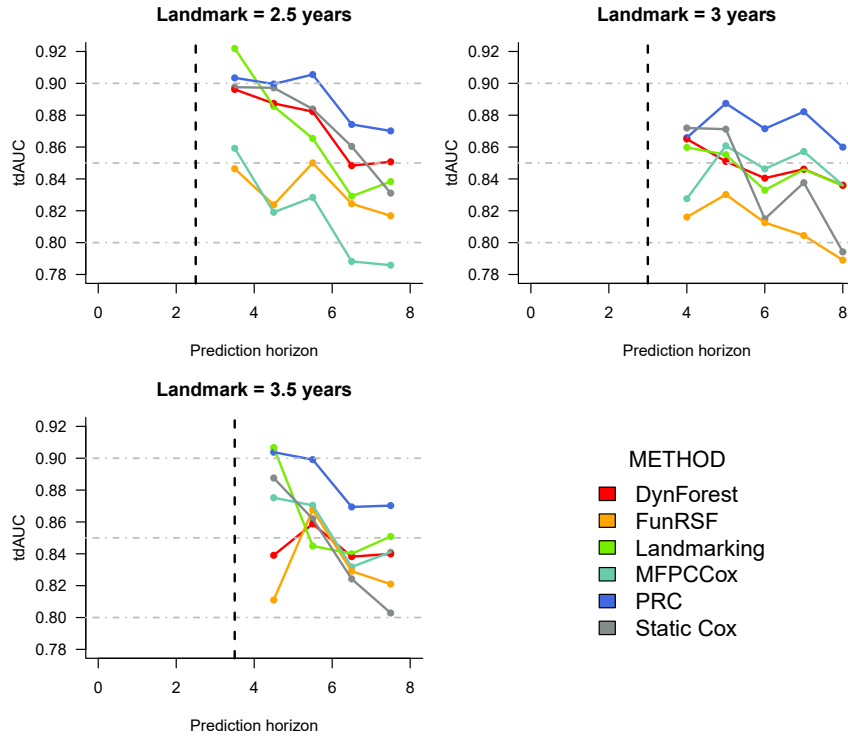 Landmark = 2.5 years
tdAUC
0.92
0.90
0.88
0.86
0.84
0.82
0.80
0.78
0 2 4 6 8
Prediction horizon
Landmark = 3 years
tdAUC
0.92
0.90
0.88
0.86
0.84
0.82
0.80
0.78
0 2 4 6 8
Prediction horizon
Landmark = 3.5 years
tdAUC
0.92
0.90
0.88
0.86
0.84
0.82
0.80
0.78
0 2 4 6 8
Prediction horizon
METHOD
DynForest
FunRSF
Landmarking
MFPCCox
PRC
Static Cox